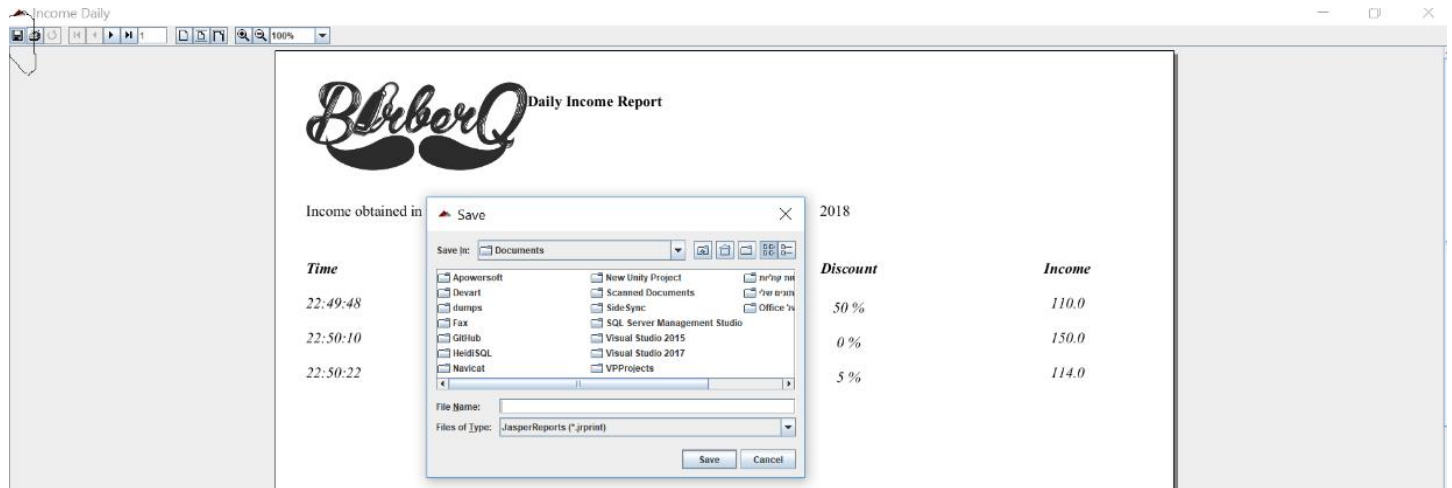 Income Daily
1
100%
BarberQ
Daily Income Report
Income obtained in
2018
Save
Save In: Documents
Apowersoft
Devart
dumps
Fax
GitHub
HeidiSQL
Navicat
New Unity Project
Scanned Documents
SideSync
SQL Server Management Studio
Visual Studio 2015
Visual Studio 2017
VPProjects
Office
File Name:
Files of Type: JasperReports (*.jrprint)
Save Cancel
Time Discount Income
22:49:48 50 % 110.0
22:50:10 0 % 150.0
22:50:22 5 % 114.0